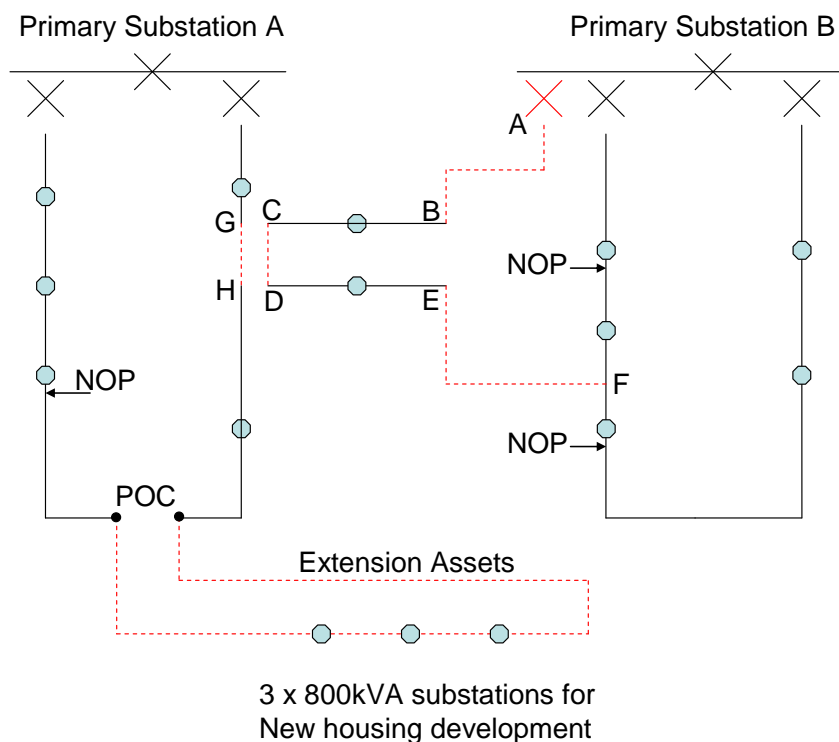 Primary Substation A
Primary Substation B
A
G
C
B
NOP
H
D
E
NOP
F
NOP
POC
Extension Assets
3 x 800kVA substations for
New housing development